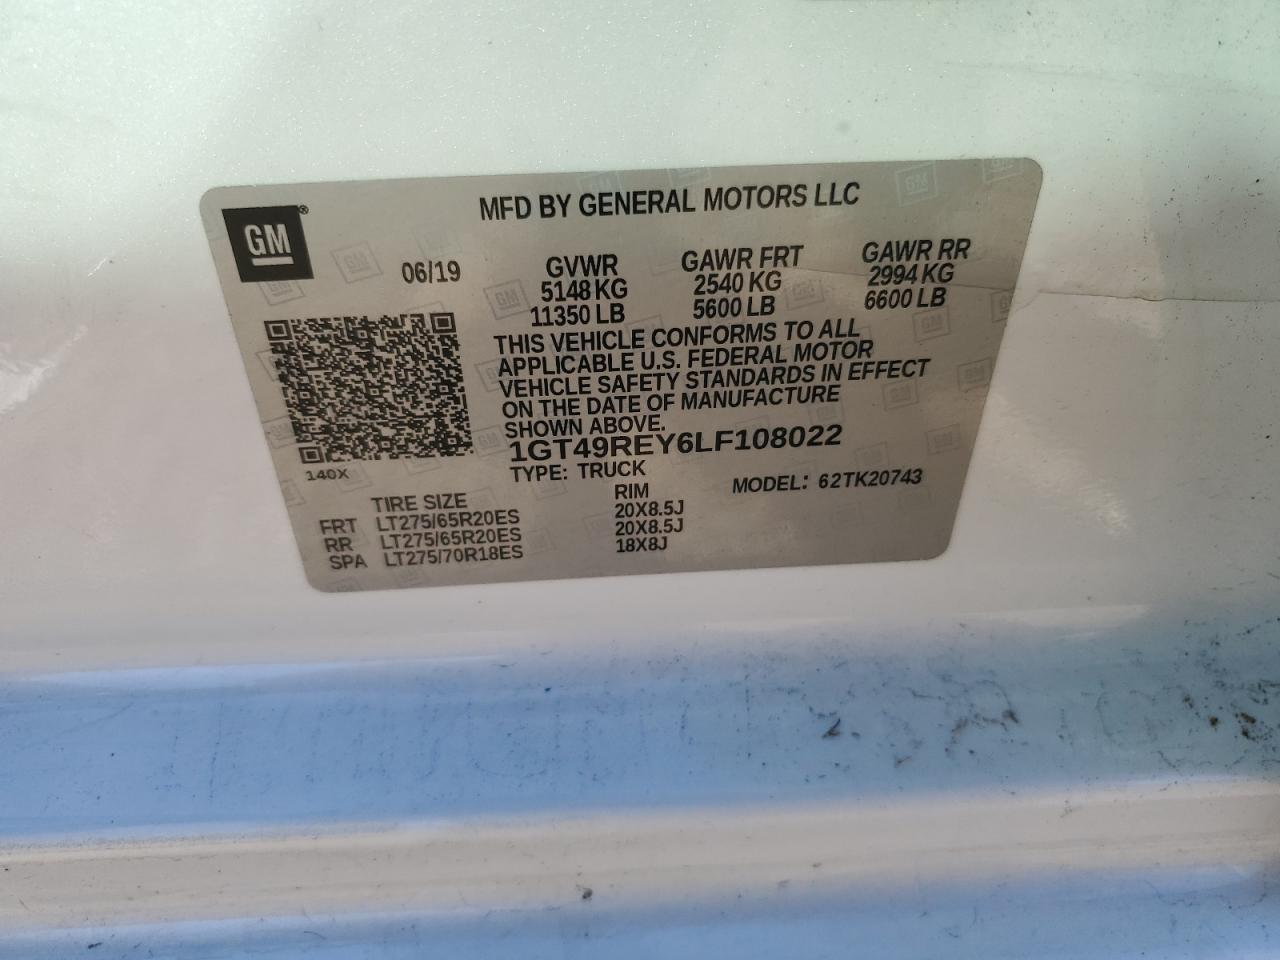 MFD BY GENERAL MOTORS LLC
GM®
06/19
GVWR GAWR FRT GAWR RR
5148 KG 2540 KG 2994 KG
11350 LB 5600 LB 6600 LB
THIS VEHICLE CONFORMS TO ALL
APPLICABLE U.S. FEDERAL MOTOR
VEHICLE SAFETY STANDARDS IN EFFECT
ON THE DATE OF MANUFACTURE
SHOWN ABOVE.
1GT49REY6LF108022
140X
TYPE: TRUCK MODEL: 62TK20743
TIRE SIZE RIM
FRT LT275/65R20ES 20X8.5J
RR LT275/65R20ES 20X8.5J
SPA LT275/70R18ES 18X8J